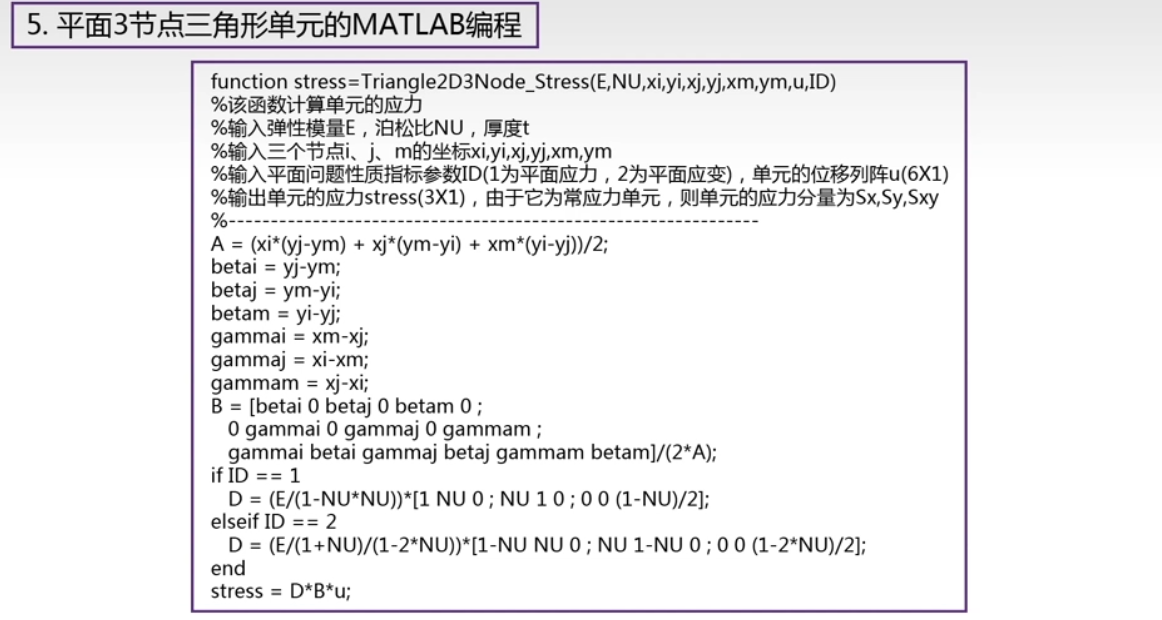 5. 平面3节点三角形单元的MATLAB编程
function stress=Triangle2D3Node_Stress(E,NU,xi,yi,xj,yj,xm,ym,u,ID)
%该函数计算单元的应力
%输入弹性模量E，泊松比NU，厚度t
%输入三个节点i、j、m的坐标xi,yi,xj,yj,xm,ym
%输入平面问题性质指标参数ID(1为平面应力，2为平面应变)，单元的位移列阵u(6X1)
%输出单元的应力stress(3X1)，由于它为常应力单元，则单元的应力分量为Sx,Sy,Sxy
%---------------------------------------------------------------
A = (xi*(yj-ym) + xj*(ym-yi) + xm*(yi-yj))/2;
betai = yj-ym;
betaj = ym-yi;
betam = yi-yj;
gammai = xm-xj;
gammaj = xi-xm;
gammam = xj-xi;
B = [betai 0 betaj 0 betam 0 ;
0 gammai 0 gammaj 0 gammam ;
gammai betai gammaj betaj gammam betam]/(2*A);
if ID == 1
D = (E/(1-NU*NU))*[1 NU 0 ; NU 1 0 ; 0 0 (1-NU)/2];
elseif ID == 2
D = (E/(1+NU)/(1-2*NU))*[1-NU NU 0 ; NU 1-NU 0 ; 0 0 (1-2*NU)/2];
end
stress = D*B*u;